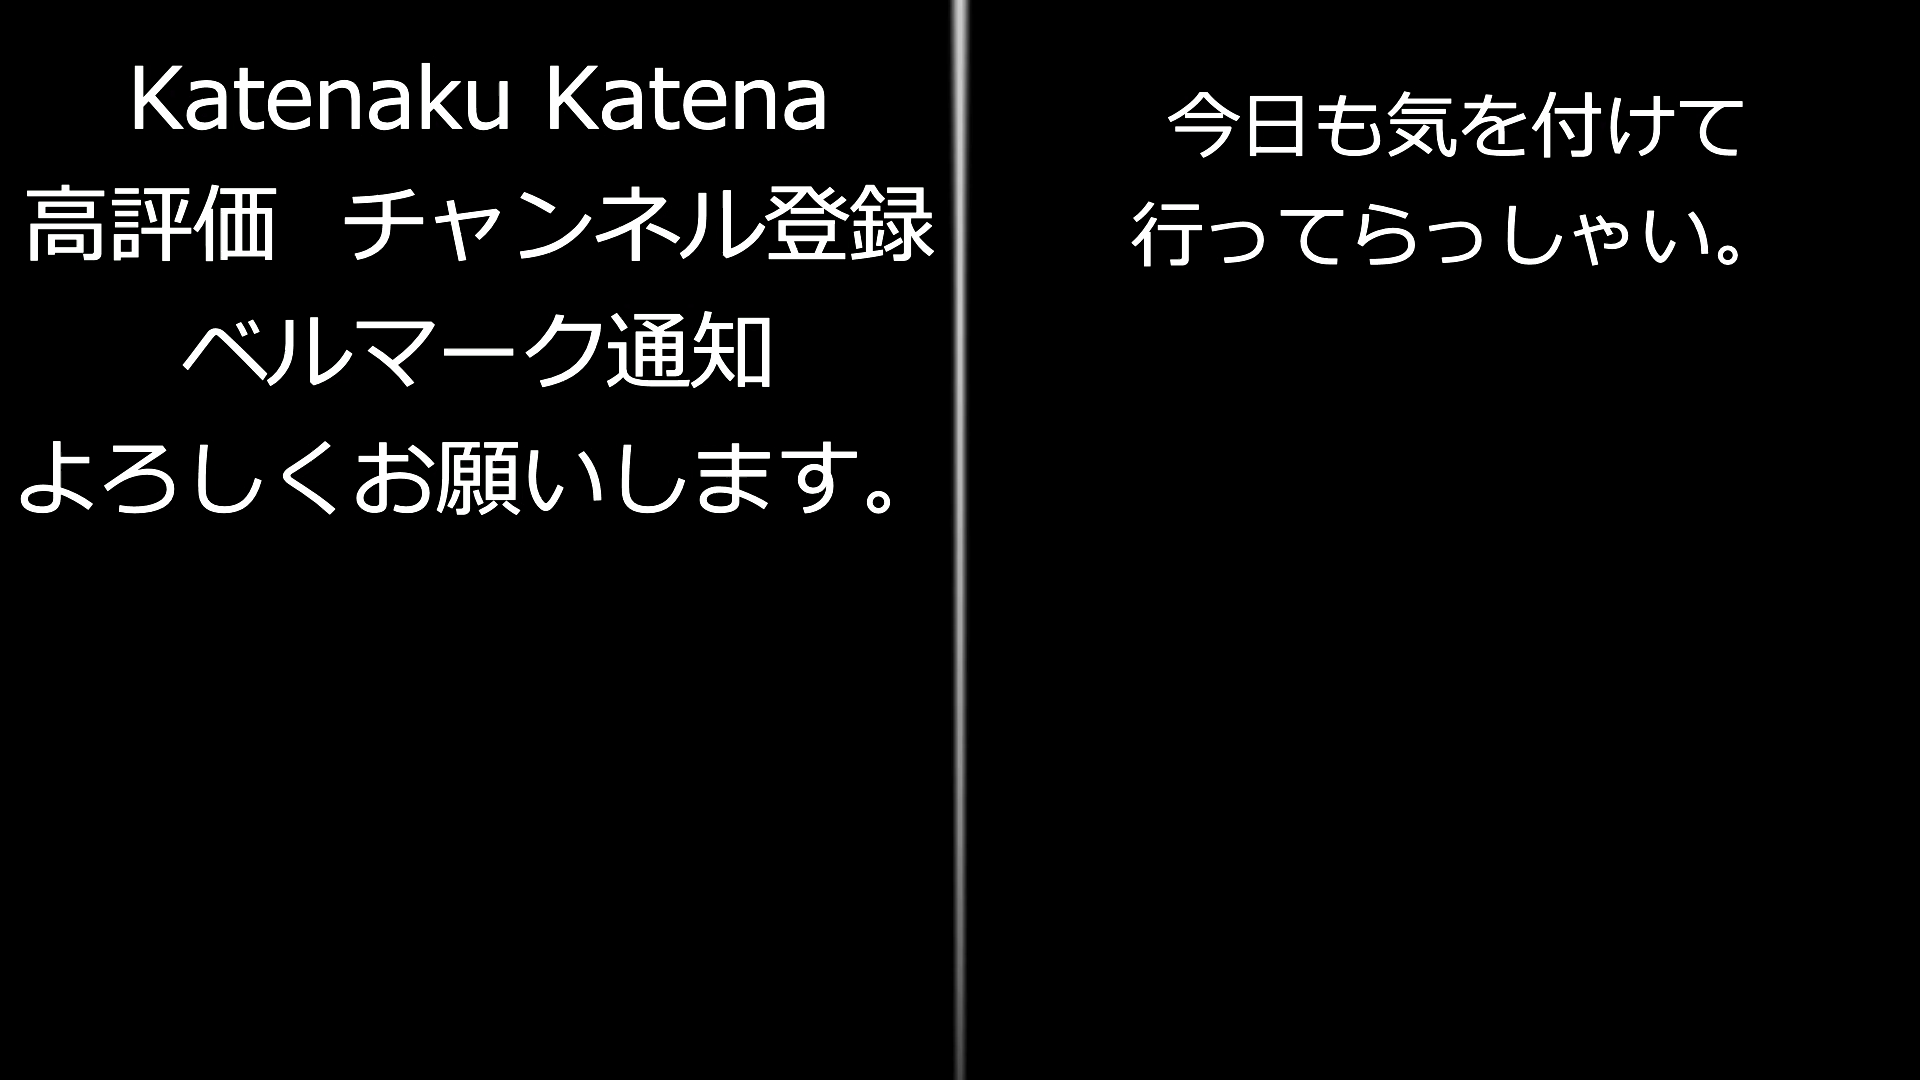 Katenaku Katena
高評価　チャンネル登録
ベルマーク通知
よろしくお願いします。
今日も気を付けて
行ってらっしゃい。